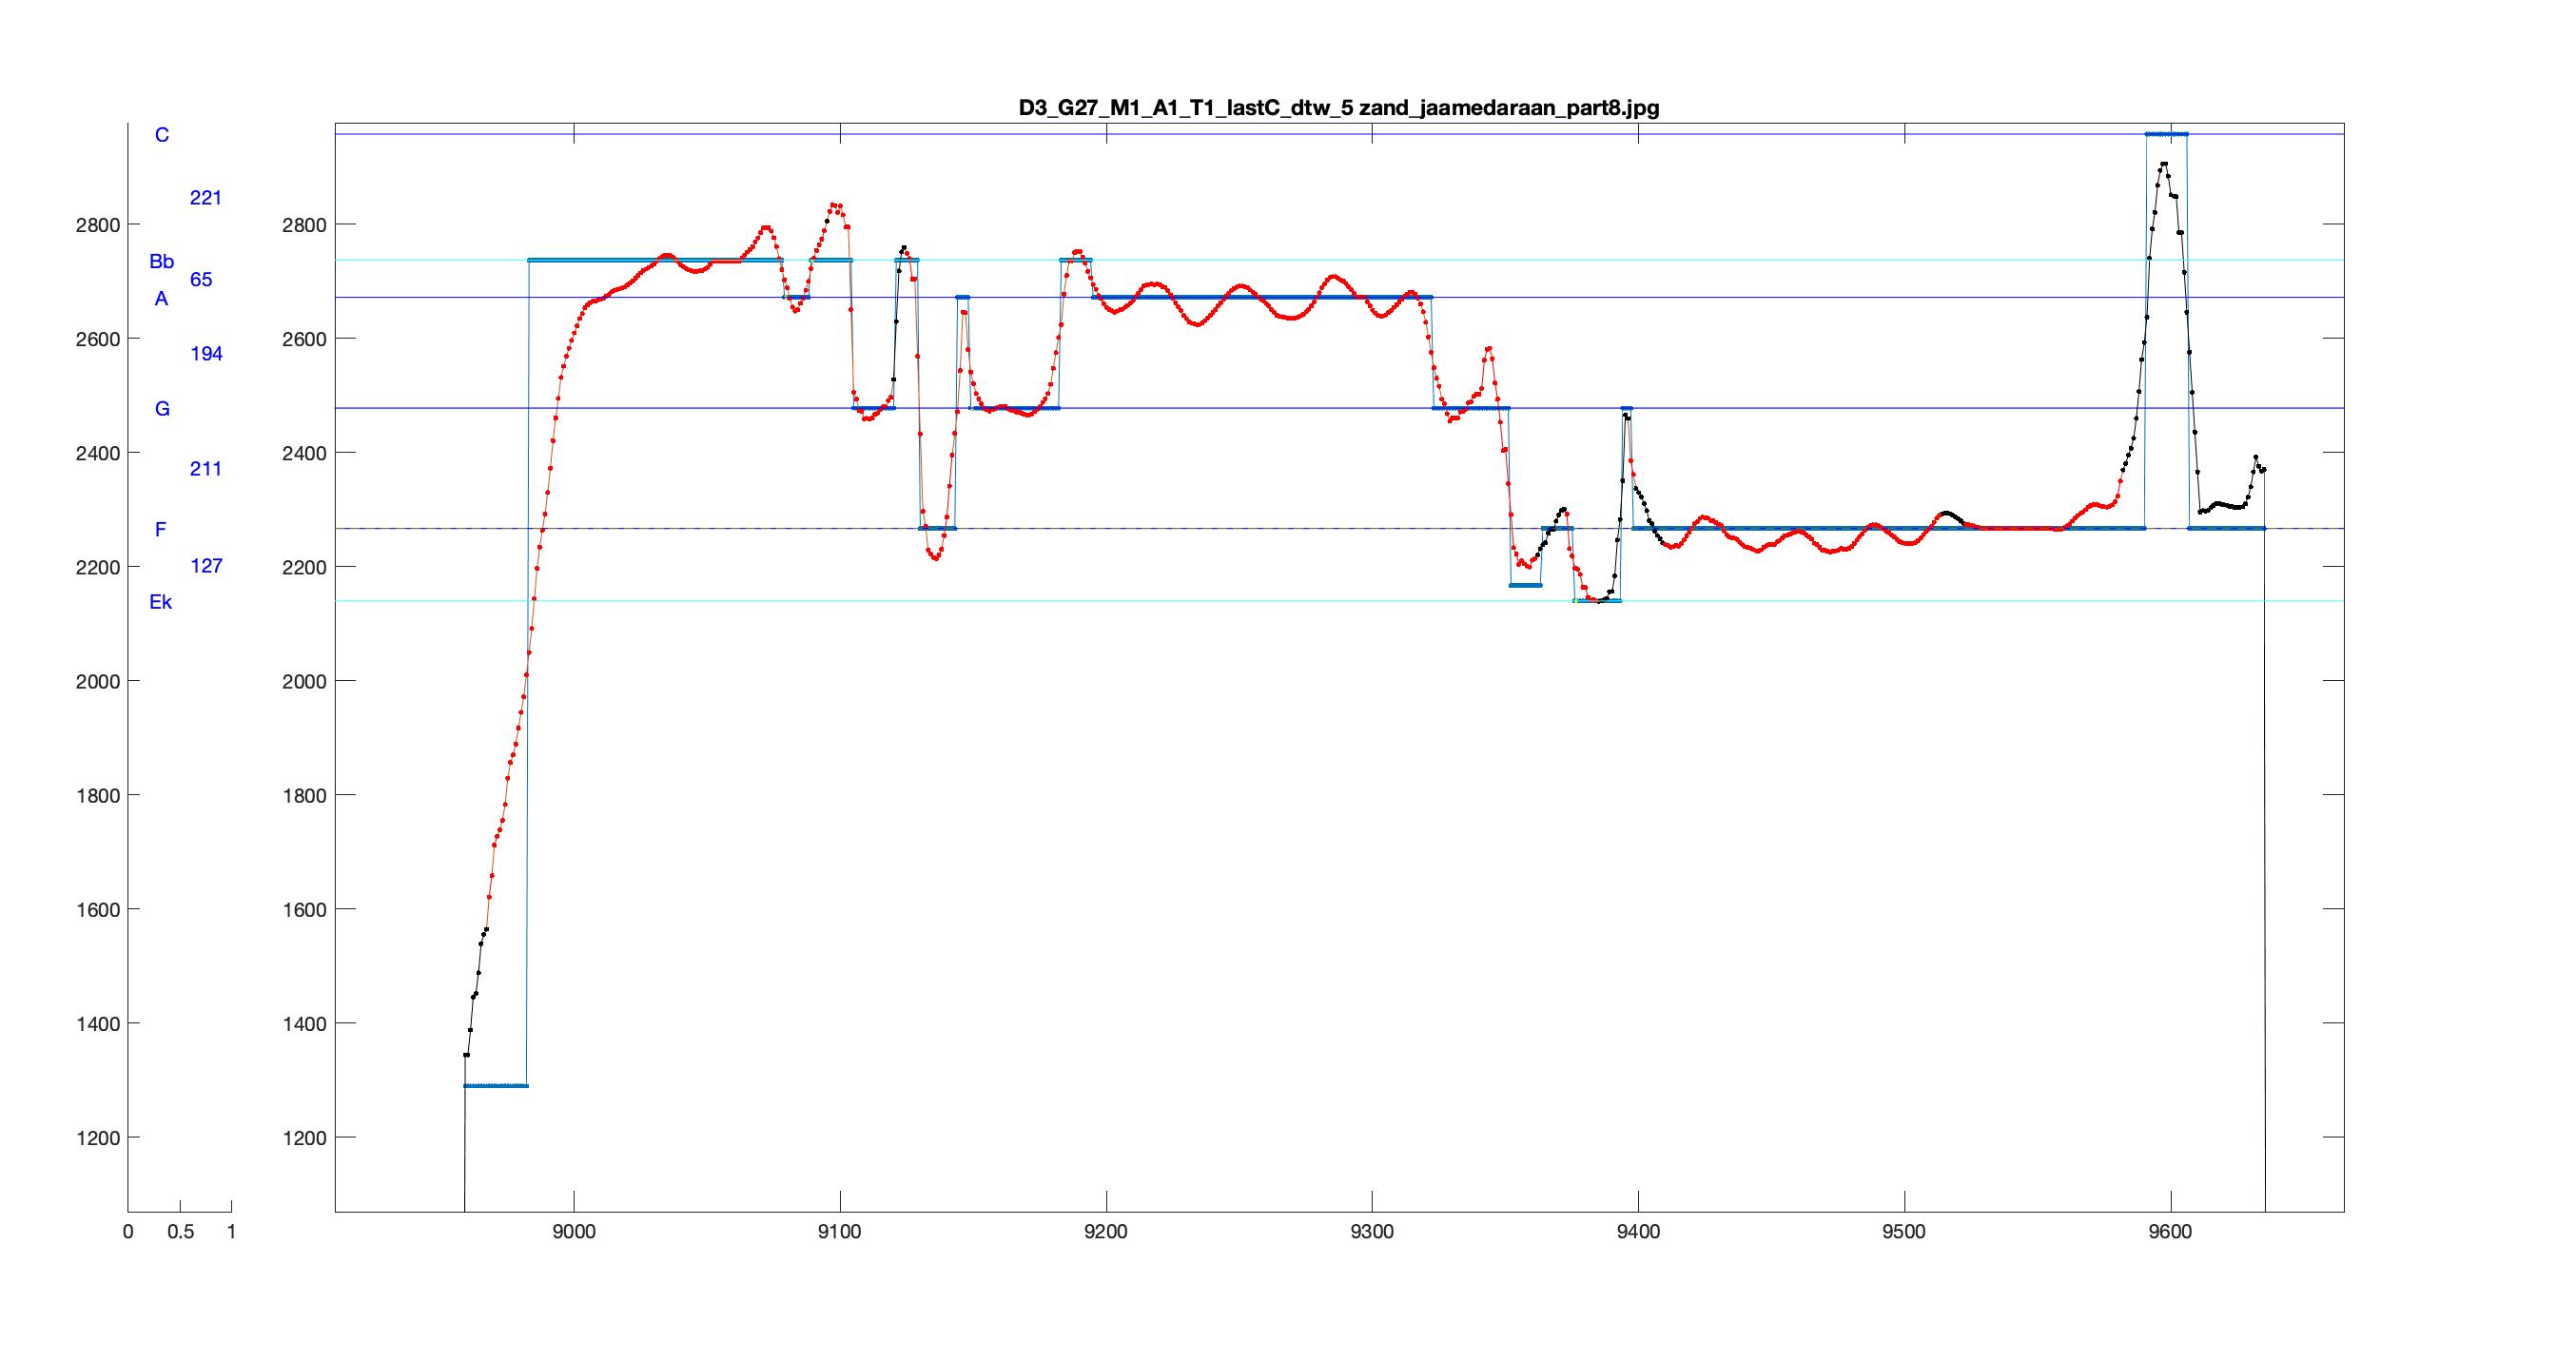 D3_G27_M1_A1_T1_lastC_dtw_5 zand_jaamedaraan_part8.jpg
C
221
2800 2800
Bb
65
A
2600 2600
194
G
2400 2400
211
F
127
2200 2200
Ek
2000 2000
1800 1800
1600 1600
1400 1400
1200 1200
0 0.5 1 9000 9100 9200 9300 9400 9500 9600